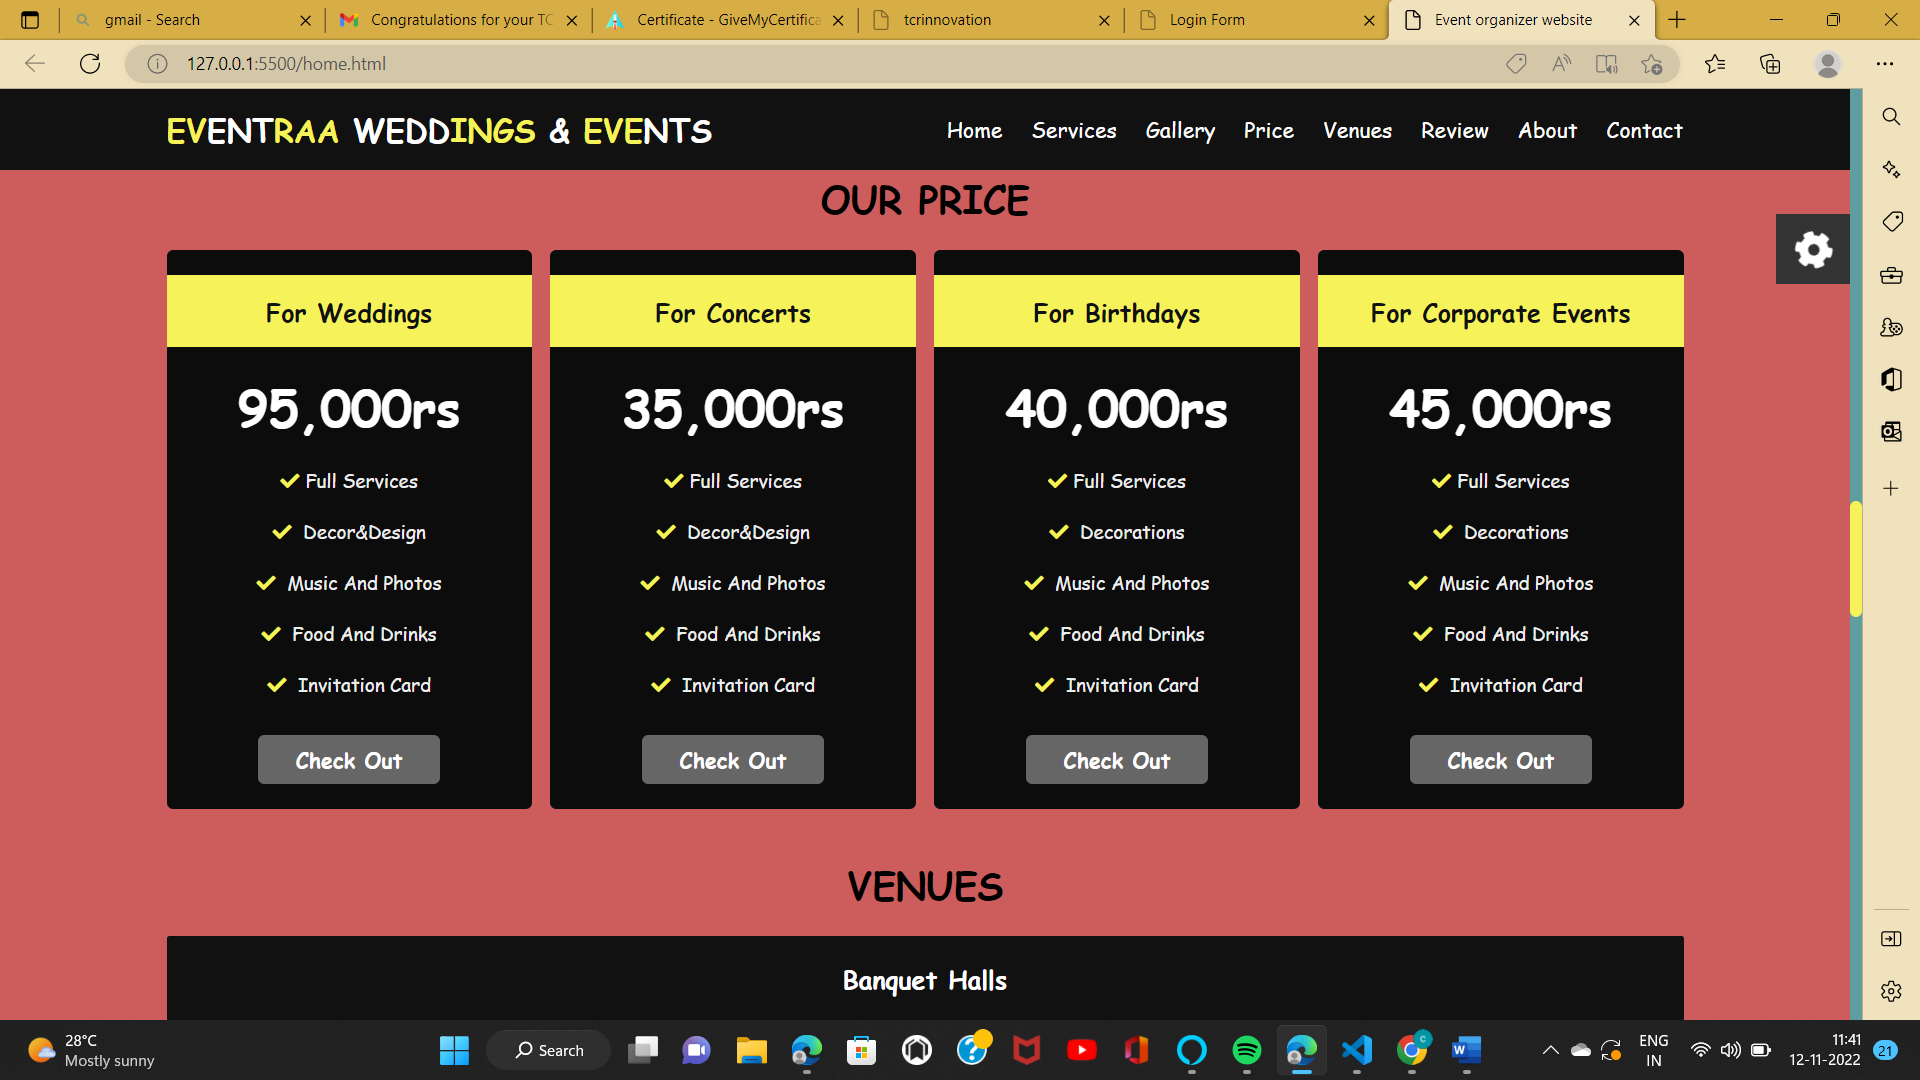 gmail - Search
Congratulations for your TC
Certificate - GiveMyCertifica
tcrinnovation
Login Form
Event organizer website
127.0.0.1:5500/home.html
EVENTRAA WEDDINGS & EVENTS
Home Services Gallery Price Venues Review About Contact
OUR PRICE
For Weddings
95,000rs
Full Services
Decor&Design
Music And Photos
Food And Drinks
Invitation Card
Check Out
For Concerts
35,000rs
Full Services
Decor&Design
Music And Photos
Food And Drinks
Invitation Card
Check Out
For Birthdays
40,000rs
Full Services
Decorations
Music And Photos
Food And Drinks
Invitation Card
Check Out
For Corporate Events
45,000rs
Full Services
Decorations
Music And Photos
Food And Drinks
Invitation Card
Check Out
VENUES
Banquet Halls
28°C
Mostly sunny
Search
ENG
IN
11:41
12-11-2022
21